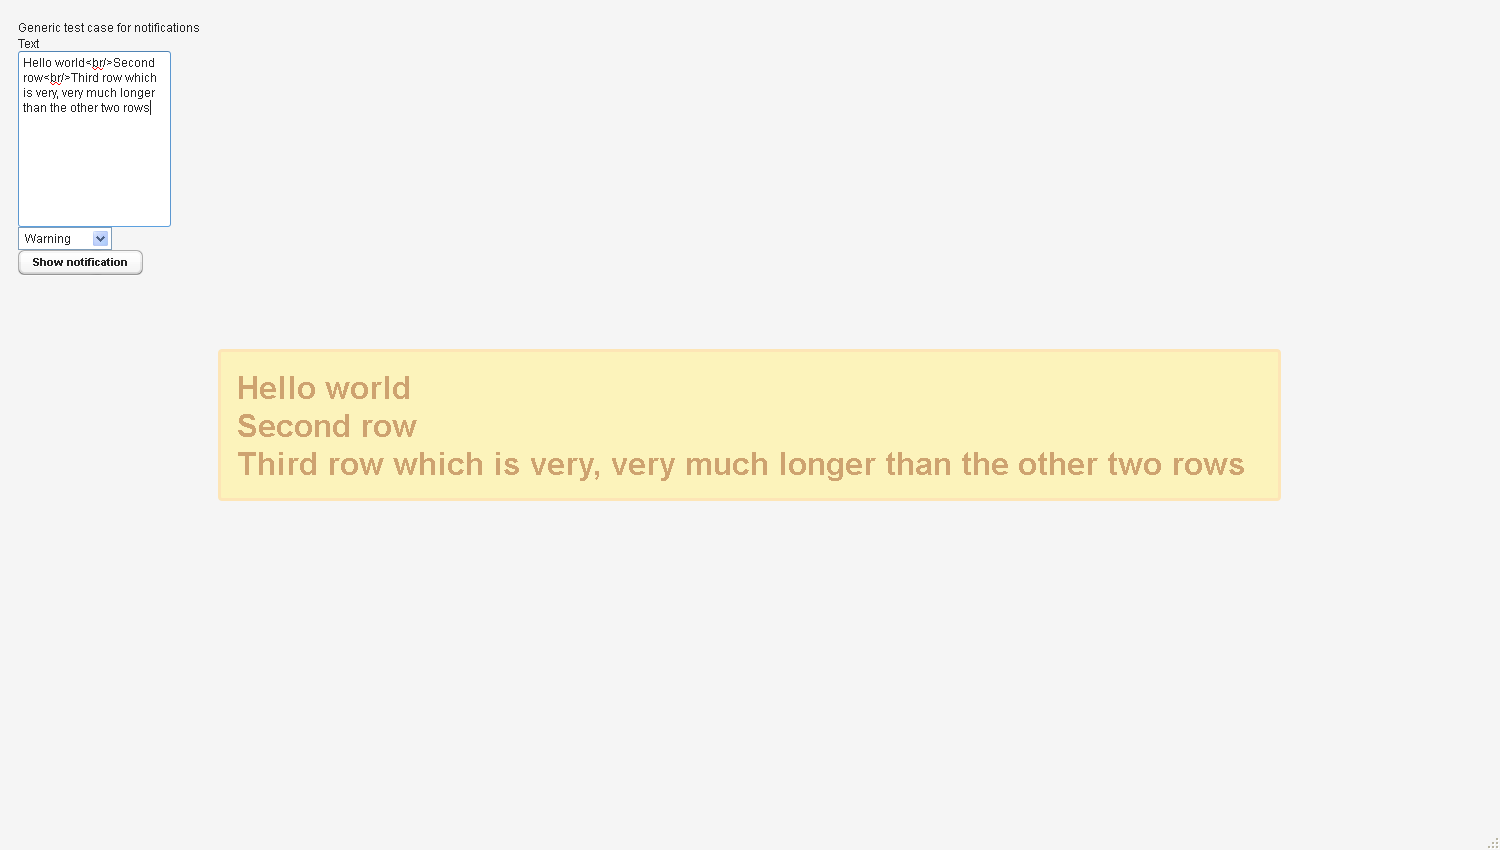 Generic test case for notifications
Text
Hello world<br/>Second
row<br/>Third row which
is very, very much longer
than the other two rows
Warning
Show notification
Hello world
Second row
Third row which is very, very much longer than the other two rows